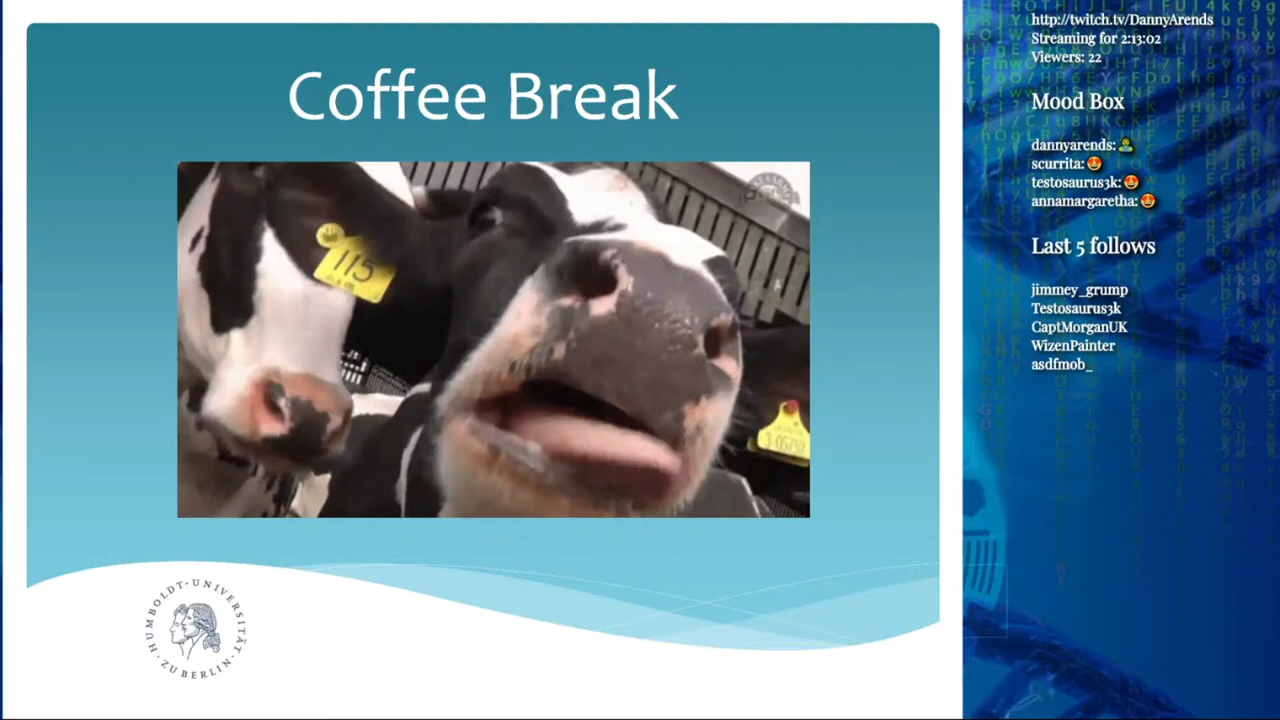 Coffee Break
115
HUMBOLDT-UNIVERSITÄT
ZU BERLIN
http://twitch.tv/DannyArends
Streaming for 2:13:02
Viewers: 22
Mood Box
dannyarends:
scurrita: 😍
testosaurus3k: 😍
annamargaretha: 😍
Last 5 follows
jimmey_grump
Testosaurus3k
CaptMorganUK
WizenPainter
asdfmob_